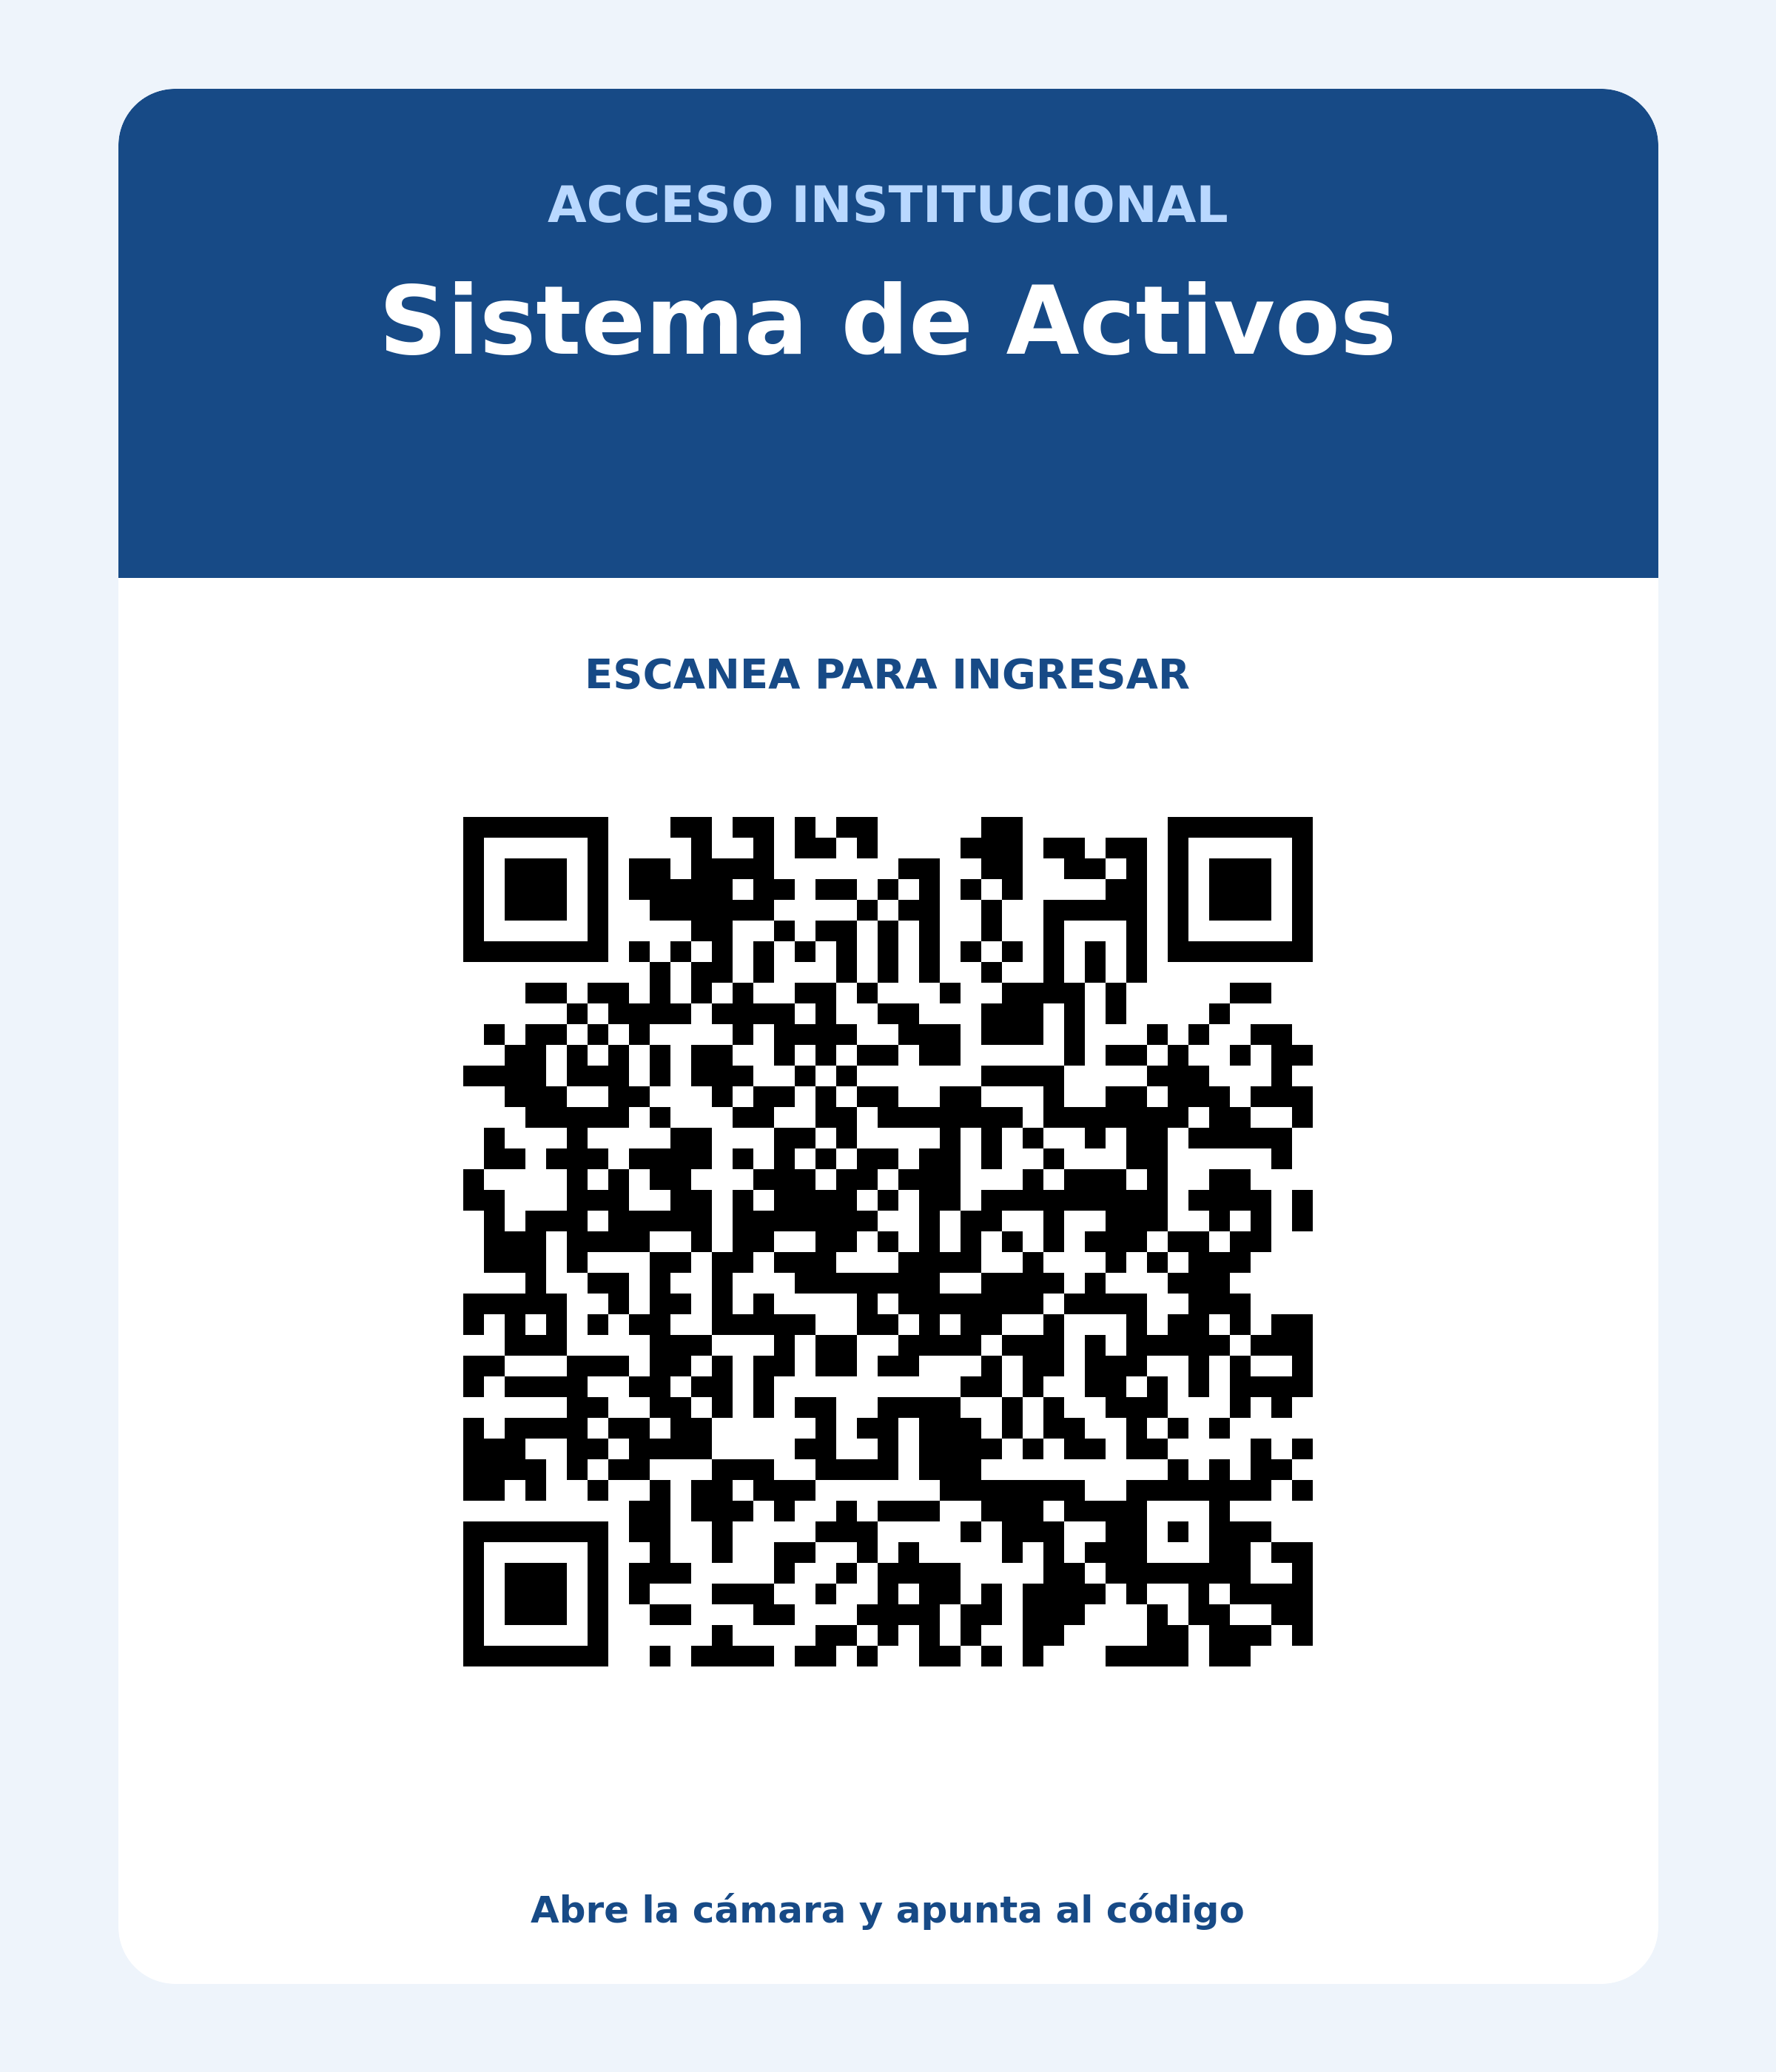 ACCESO INSTITUCIONAL
Sistema de Activos
ESCANEA PARA INGRESAR
Abre la cámara y apunta al código